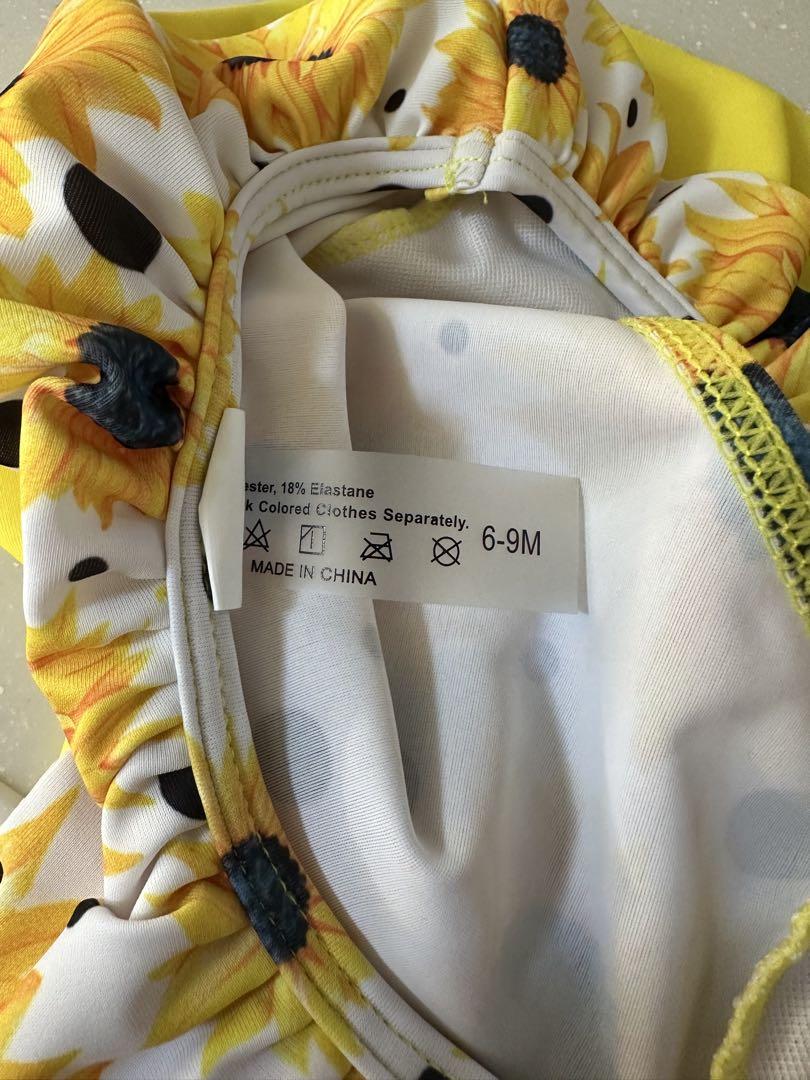 ester, 18% Elastane
k Colored Clothes Separately.
6-9M
MADE IN CHINA